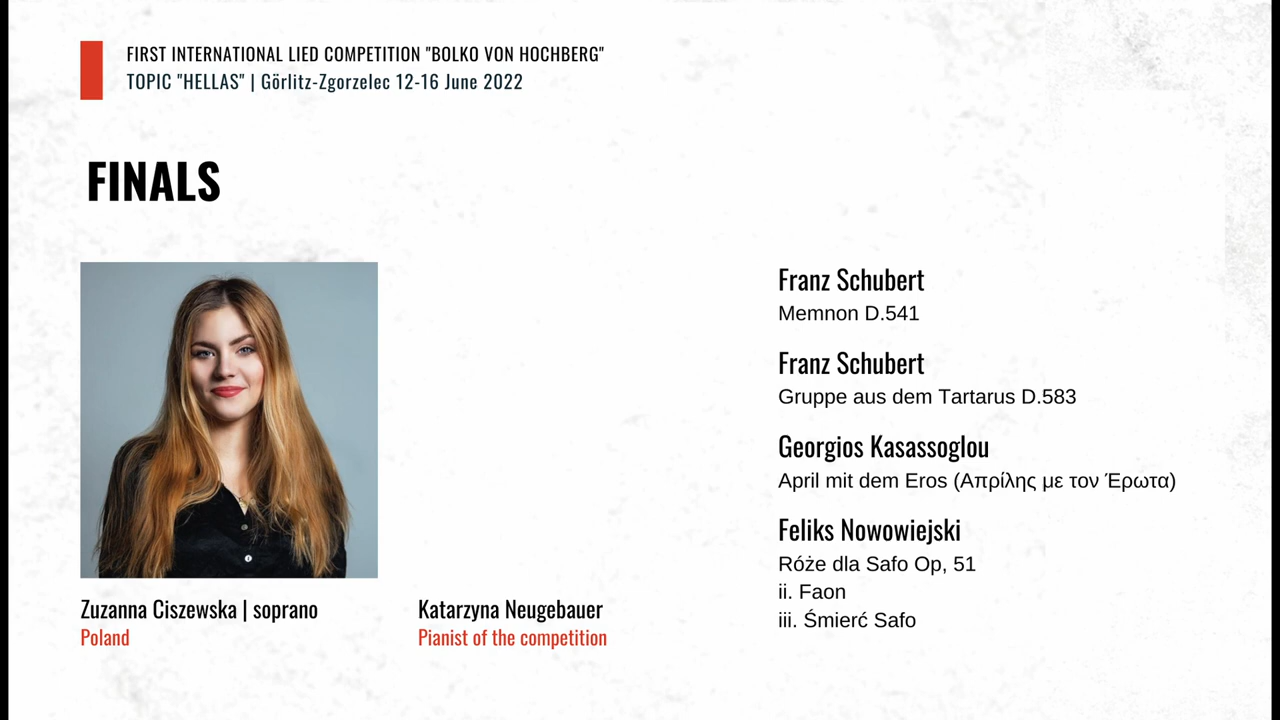 FIRST INTERNATIONAL LIED COMPETITION "BOLKO VON HOCHBERG"
TOPIC "HELLAS" | Görlitz-Zgorzelec 12-16 June 2022
FINALS
Zuzanna Ciszewska | soprano
Poland
Katarzyna Neugebauer
Pianist of the competition
Franz Schubert
Memnon D.541
Franz Schubert
Gruppe aus dem Tartarus D.583
Georgios Kasassoglou
April mit dem Eros (Απρίλης με τον Έρωτα)
Feliks Nowowiejski
Róże dla Safo Op, 51
ii. Faon
iii. Śmierć Safo